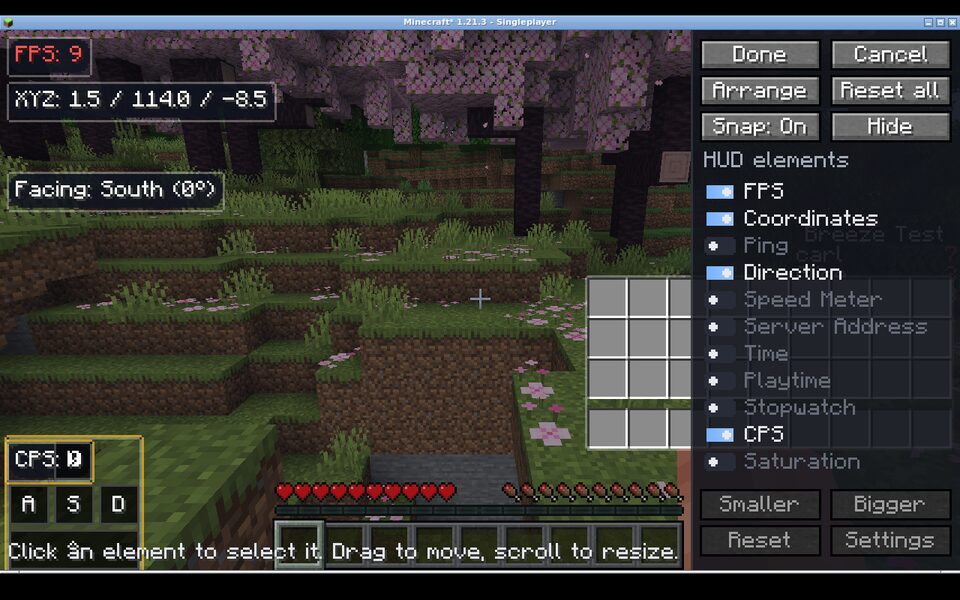 Minecraft* 1.21.3 - Singleplayer
FPS: 9
XYZ: 1.5 / 114.0 / -8.5
Facing: South (0°)
Done
Cancel
Arrange
Reset all
Snap: On
Hide
HUD elements
FPS
Coordinates
Ping
Breeze Test
carl
Direction
Speed Meter
Server Address
Time
Playtime
Stopwatch
CPS
Saturation
Smaller
Bigger
Reset
Settings
CPS: 0
A S D
Click an element to select it. Drag to move, scroll to resize.